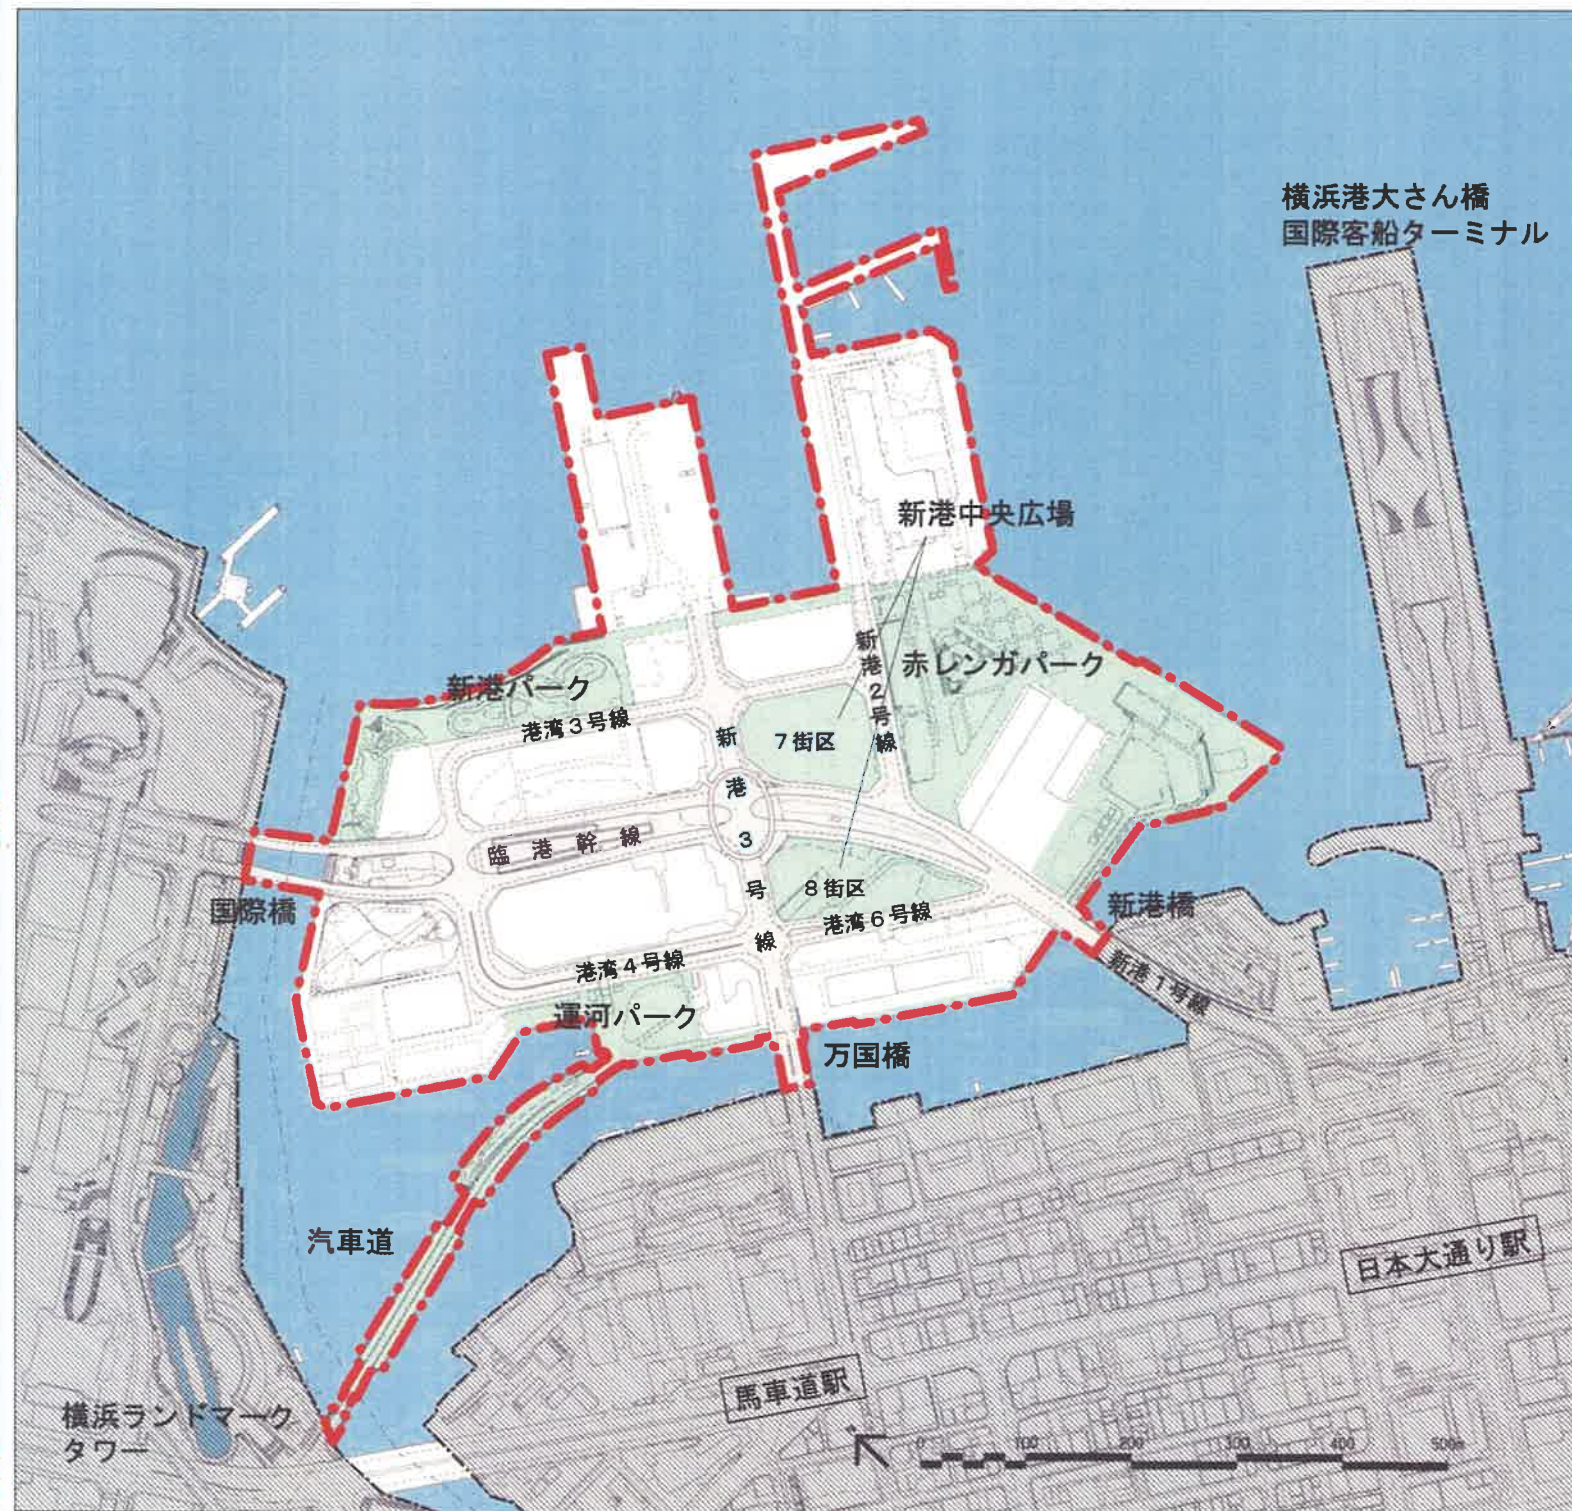 横浜港大さん橋
国際客船ターミナル
新港中央広場
新港2号線
赤レンガパーク
新港パーク
港湾3号線
7街区
新港3号線
臨港幹線
8街区
国際橋
港湾6号線
新港橋
港湾4号線
新港1号線
運河パーク
万国橋
汽車道
日本大通り駅
馬車道駅
横浜ランドマーク
タワー
0 100 200 300 400 500m